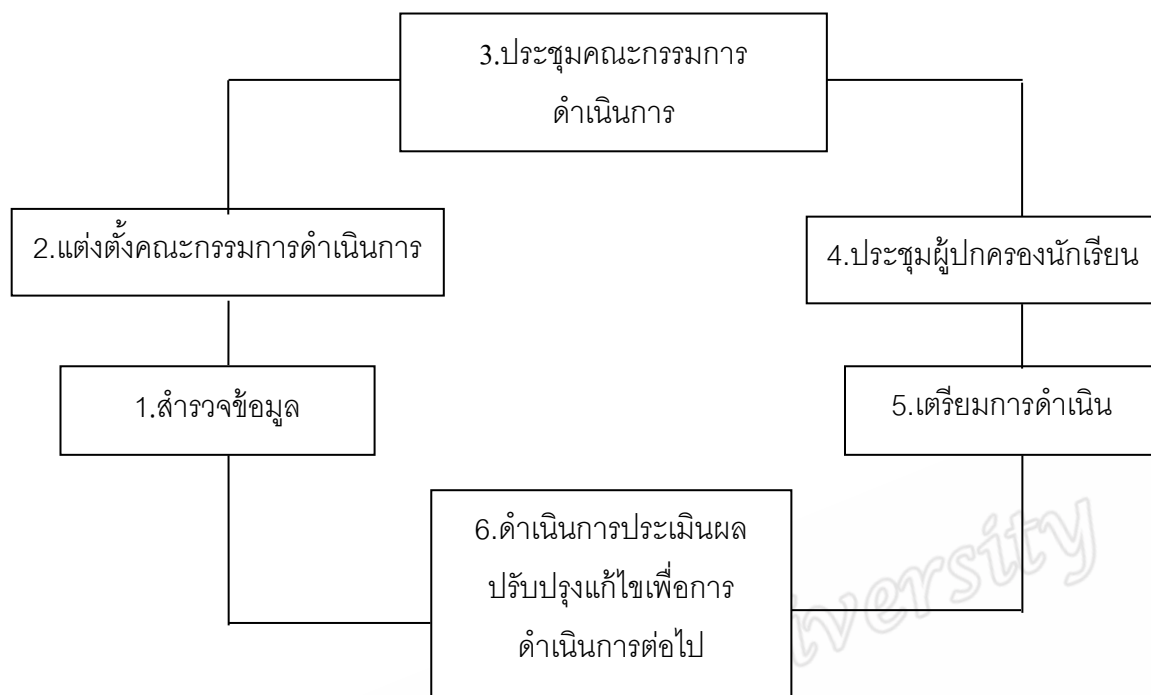 3.ประชุมคณะกรรมการ
ดำเนินการ
2.แต่งตั้งคณะกรรมการดำเนินการ
4.ประชุมผู้ปกครองนักเรียน
1.สำรวจข้อมูล
5.เตรียมการดำเนิน
6.ดำเนินการประเมินผล
ปรับปรุงแก้ไขเพื่อการ
ดำเนินการต่อไป